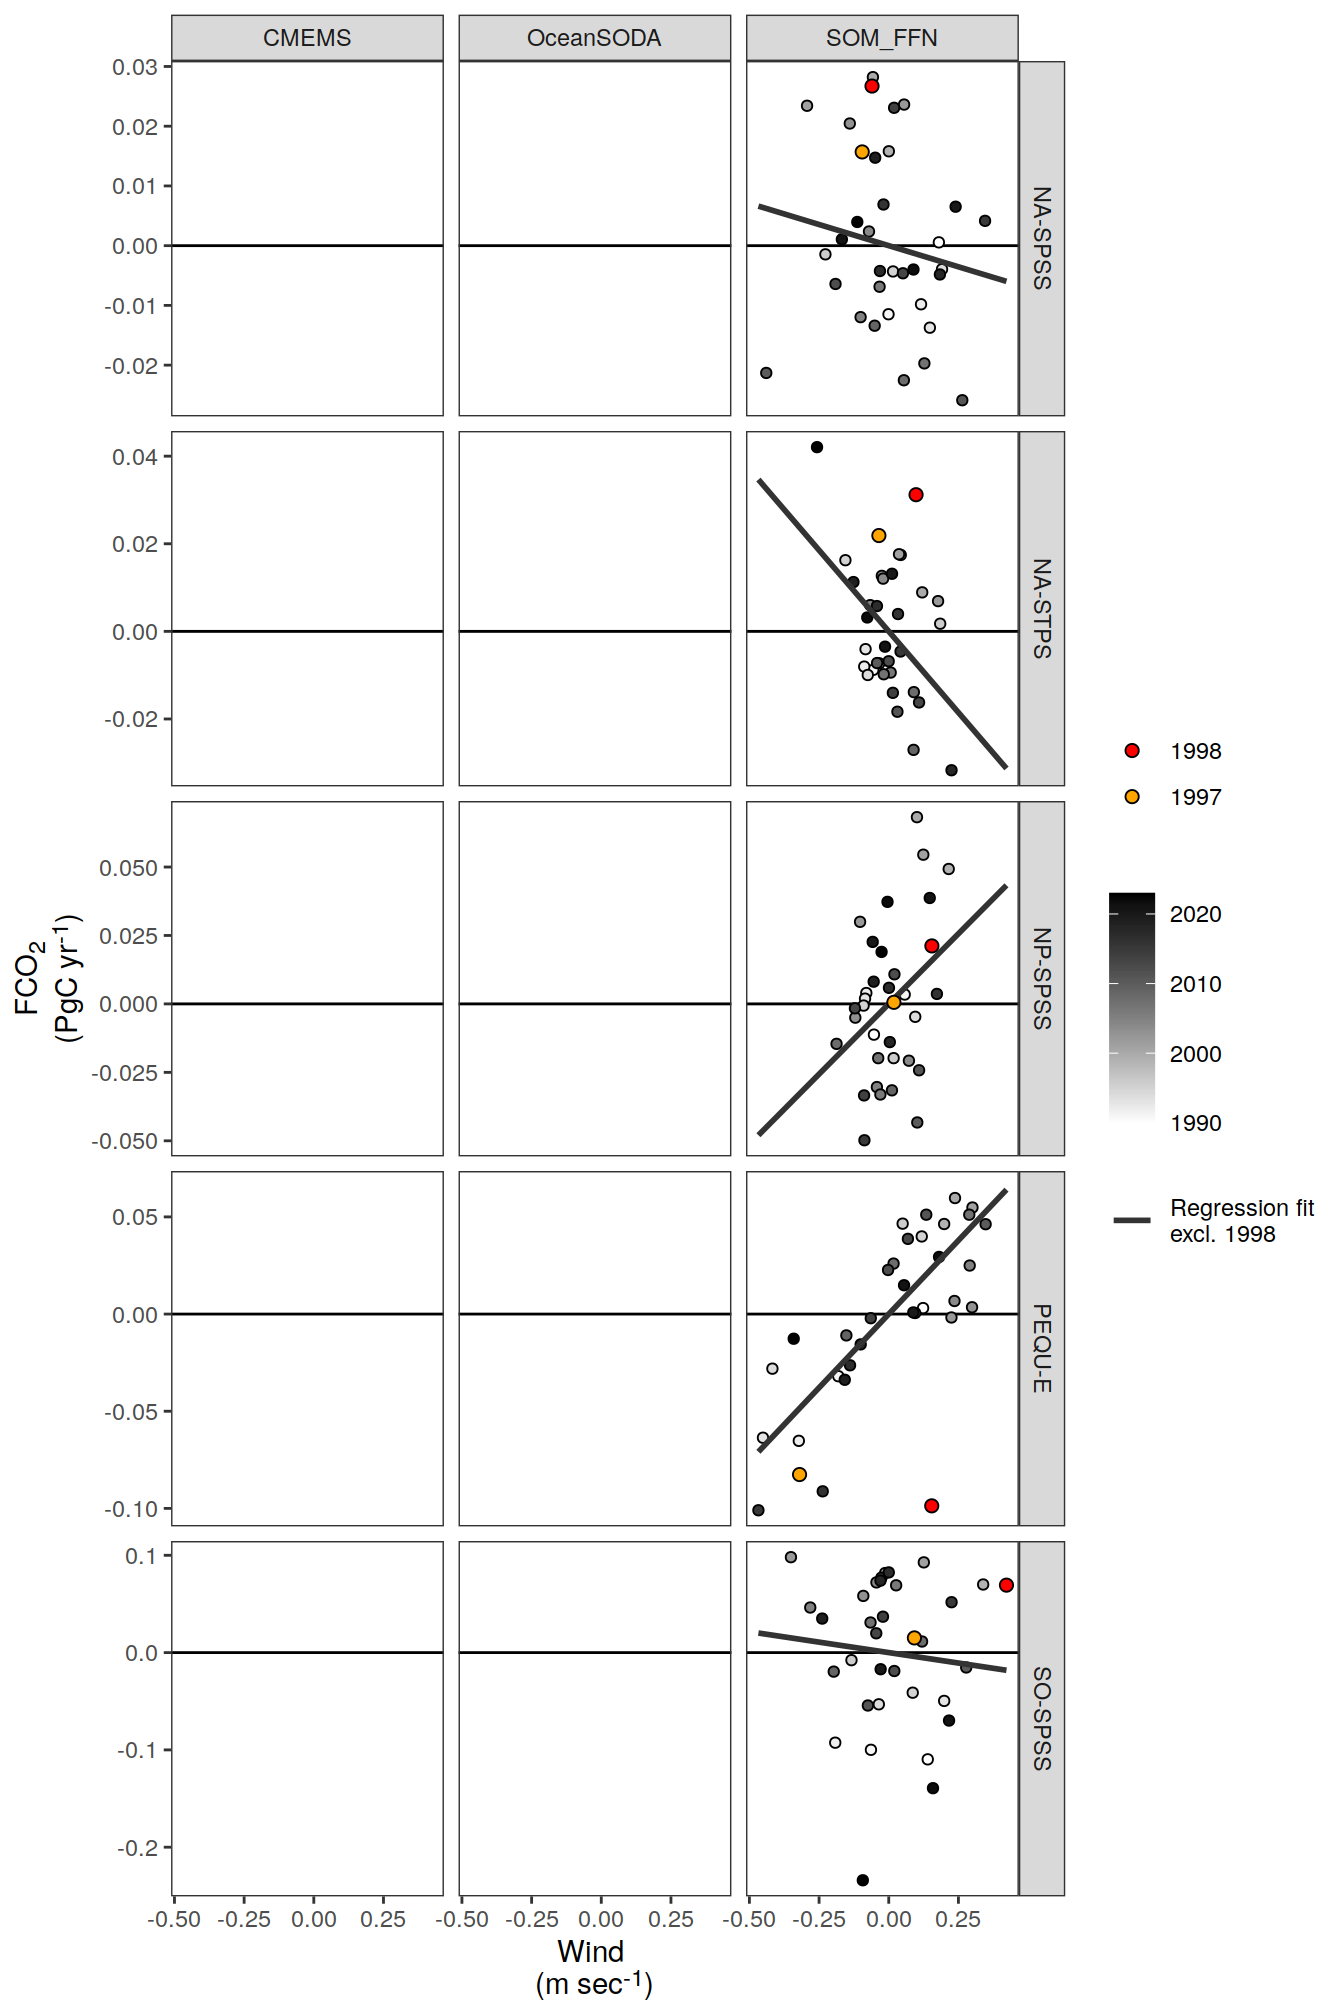 CMEMS OceanSODA SOM_FFN
0.03
0.02
0.01
0.00
-0.01
-0.02
NA-SPSS
0.04
0.02
0.00
-0.02
NA-STPS
0.050
0.025
0.000
-0.025
-0.050
NP-SPSS
0.05
0.00
-0.05
-0.10
PEQU-E
0.1
0.0
-0.1
-0.2
SO-SPSS
-0.50 -0.25 0.00 0.25 -0.50 -0.25 0.00 0.25 -0.50 -0.25 0.00 0.25
Wind
(m sec⁻¹)
FCO₂
(PgC yr⁻¹)
1998
1997
2020
2010
2000
1990
Regression fit
excl. 1998